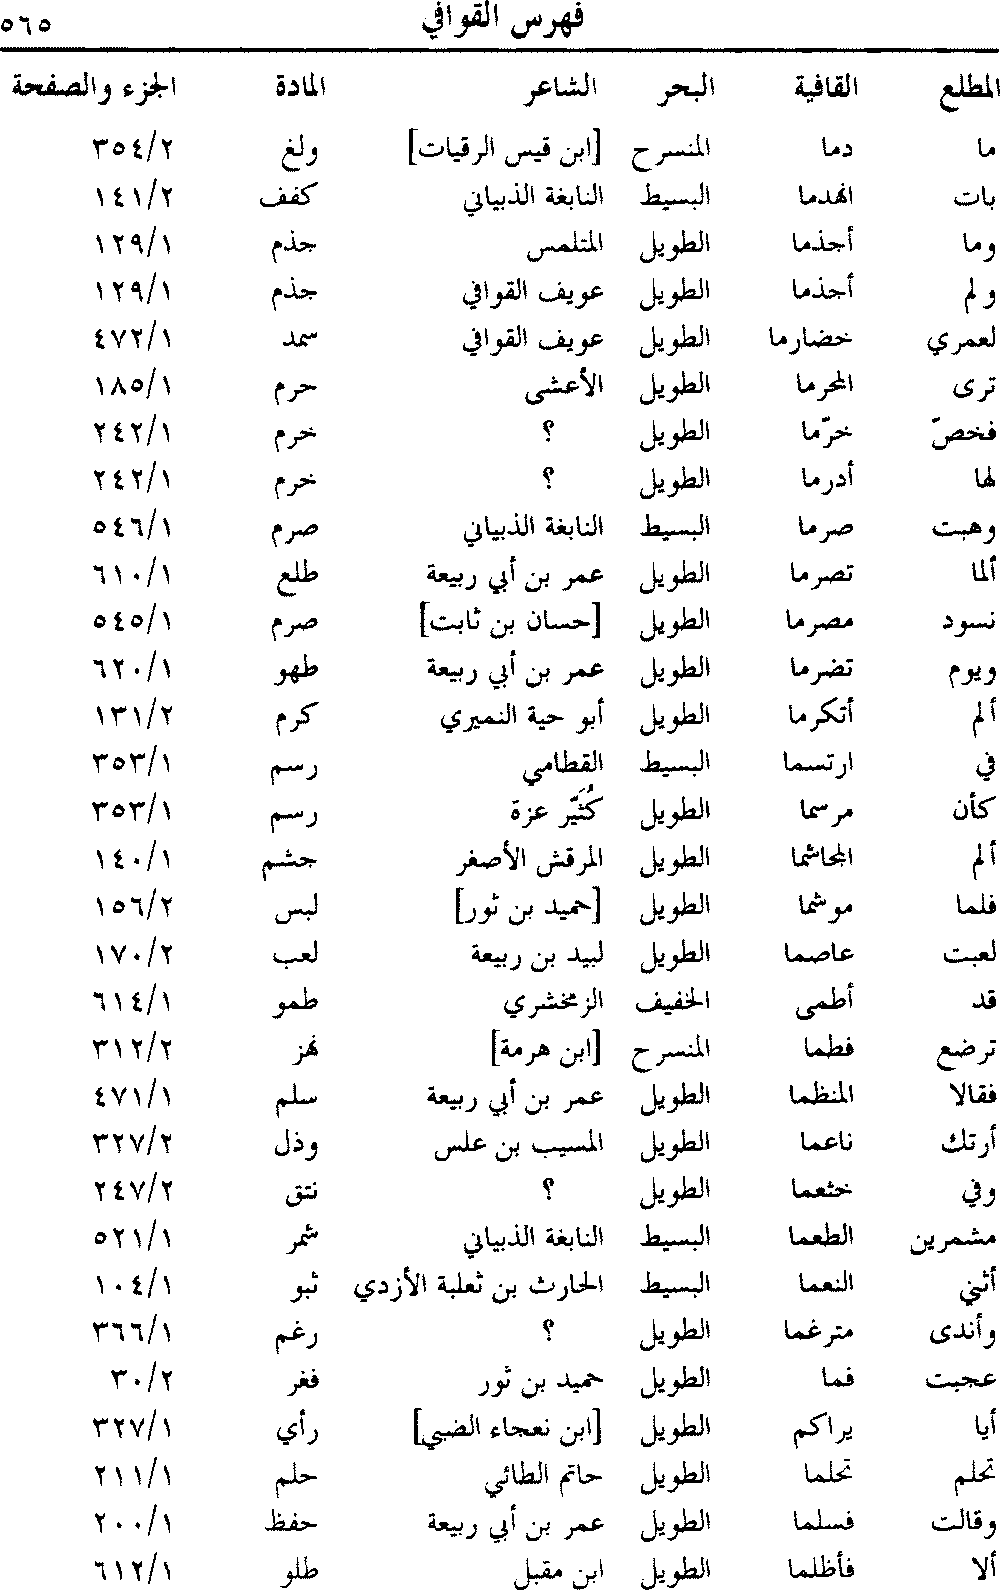 فهرس القوافي ٥٦٥
المطلع القافية البحر الشاعر المادة الجزء والصفحة
ما دما المنسرح [ابن قيس الرقيات] ولغ ٣٥٤/٢
بات الهدما البسيط النابغة الذبياني كفف ١٤١/٢
وما أجذما الطويل المتلمس جذم ١٢٩/١
ولم أجذما الطويل عويف القوافي جذم ١٢٩/١
لعمري خضارما الطويل عويف القوافي سمد ٤٧٢/١
ترى المحرما الطويل الأعشى حرم ١٨٥/١
فخصّ خرّما الطويل ؟ خرم ٢٤٢/١
لها أدرما الطويل ؟ خرم ٢٤٢/١
وهبت صرما البسيط النابغة الذبياني صرم ٥٤٦/١
ألما تصرما الطويل عمر بن أبي ربيعة طلع ٦١٠/١
نسود مصرما الطويل [حسان بن ثابت] صرم ٥٤٥/١
ويوم تضرما الطويل عمر بن أبي ربيعة طهو ٦٢٠/١
ألم أتكرما الطويل أبو حية النميري كرم ١٣١/٢
في ارتسما البسيط القطامي رسم ٣٥٣/١
كأن مرسما الطويل كُثَيّر عزة رسم ٣٥٣/١
ألم المجاشما الطويل المرقش الأصغر جشم ١٤٠/١
فلما موشما الطويل [حميد بن ثور] لبس ١٥٦/٢
لعبت عاصما الطويل لبيد بن ربيعة لعب ١٧٠/٢
قد أطمى الخفيف الزمخشري طمو ٦١٤/١
ترضع فطما المنسرح [ابن هرمة] نهز ٣١٢/٢
فقالا المنظما الطويل عمر بن أبي ربيعة سلم ٤٧١/١
أرتك ناعما الطويل المسيب بن علس وذل ٣٢٧/٢
وفي خثعما الطويل ؟ نتق ٢٤٧/٢
مشمرين الطعما البسيط النابغة الذبياني شمر ٥٢١/١
أثني النعما البسيط الحارث بن ثعلبة الأزدي ثبو ١٠٤/١
وأندى مترغما الطويل ؟ رغم ٣٦٦/١
عجبت فما الطويل حميد بن ثور فغر ٣٠/٢
أيا يراكم الطويل [ابن نعجاء الضبي] رأي ٣٢٧/١
تحلم تحلما الطويل حاتم الطائي حلم ٢١١/١
وقالت فسلما الطويل عمر بن أبي ربيعة حفظ ٢٠٠/١
ألا فأظلما الطويل ابن مقبل طلو ٦١٢/١